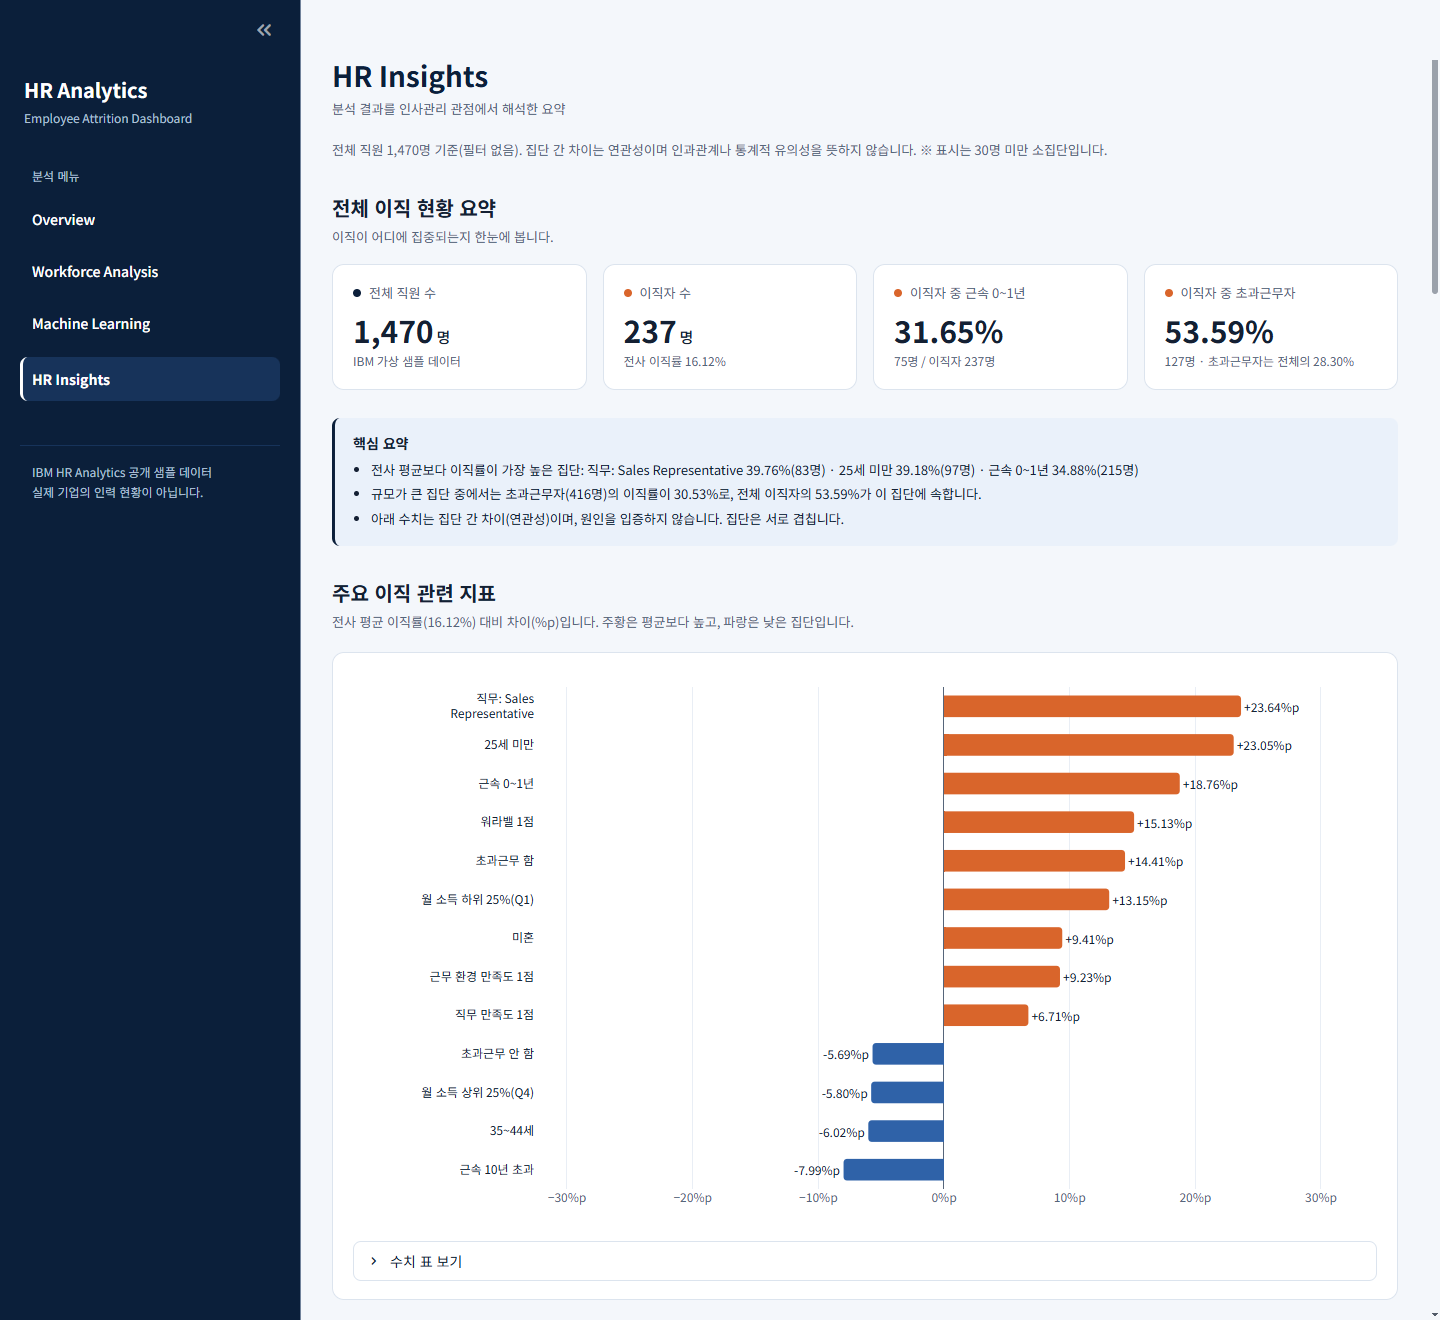 HR Analytics
Employee Attrition Dashboard
분석 메뉴
Overview
Workforce Analysis
Machine Learning
HR Insights
IBM HR Analytics 공개 샘플 데이터
실제 기업의 인력 현황이 아닙니다.
HR Insights
분석 결과를 인사관리 관점에서 해석한 요약
전체 직원 1,470명 기준(필터 없음). 집단 간 차이는 연관성이며 인과관계나 통계적 유의성을 뜻하지 않습니다. ※ 표시는 30명 미만 소집단입니다.
전체 이직 현황 요약
이직이 어디에 집중되는지 한눈에 봅니다.
전체 직원 수
1,470 명
IBM 가상 샘플 데이터
이직자 수
237 명
전사 이직률 16.12%
이직자 중 근속 0~1년
31.65%
75명 / 이직자 237명
이직자 중 초과근무자
53.59%
127명 · 초과근무자는 전체의 28.30%
핵심 요약
• 전사 평균보다 이직률이 가장 높은 집단: 직무: Sales Representative 39.76%(83명) · 25세 미만 39.18%(97명) · 근속 0~1년 34.88%(215명)
• 규모가 큰 집단 중에서는 초과근무자(416명)의 이직률이 30.53%로, 전체 이직자의 53.59%가 이 집단에 속합니다.
• 아래 수치는 집단 간 차이(연관성)이며, 원인을 입증하지 않습니다. 집단은 서로 겹칩니다.
주요 이직 관련 지표
전사 평균 이직률(16.12%) 대비 차이(%p)입니다. 주황은 평균보다 높고, 파랑은 낮은 집단입니다.
직무: Sales
Representative
+23.64%p
25세 미만
+23.05%p
근속 0~1년
+18.76%p
워라밸 1점
+15.13%p
초과근무 함
+14.41%p
월 소득 하위 25%(Q1)
+13.15%p
미혼
+9.41%p
근무 환경 만족도 1점
+9.23%p
직무 만족도 1점
+6.71%p
초과근무 안 함
-5.69%p
월 소득 상위 25%(Q4)
-5.80%p
35~44세
-6.02%p
근속 10년 초과
-7.99%p
−30%p
−20%p
−10%p
0%p
10%p
20%p
30%p
수치 표 보기